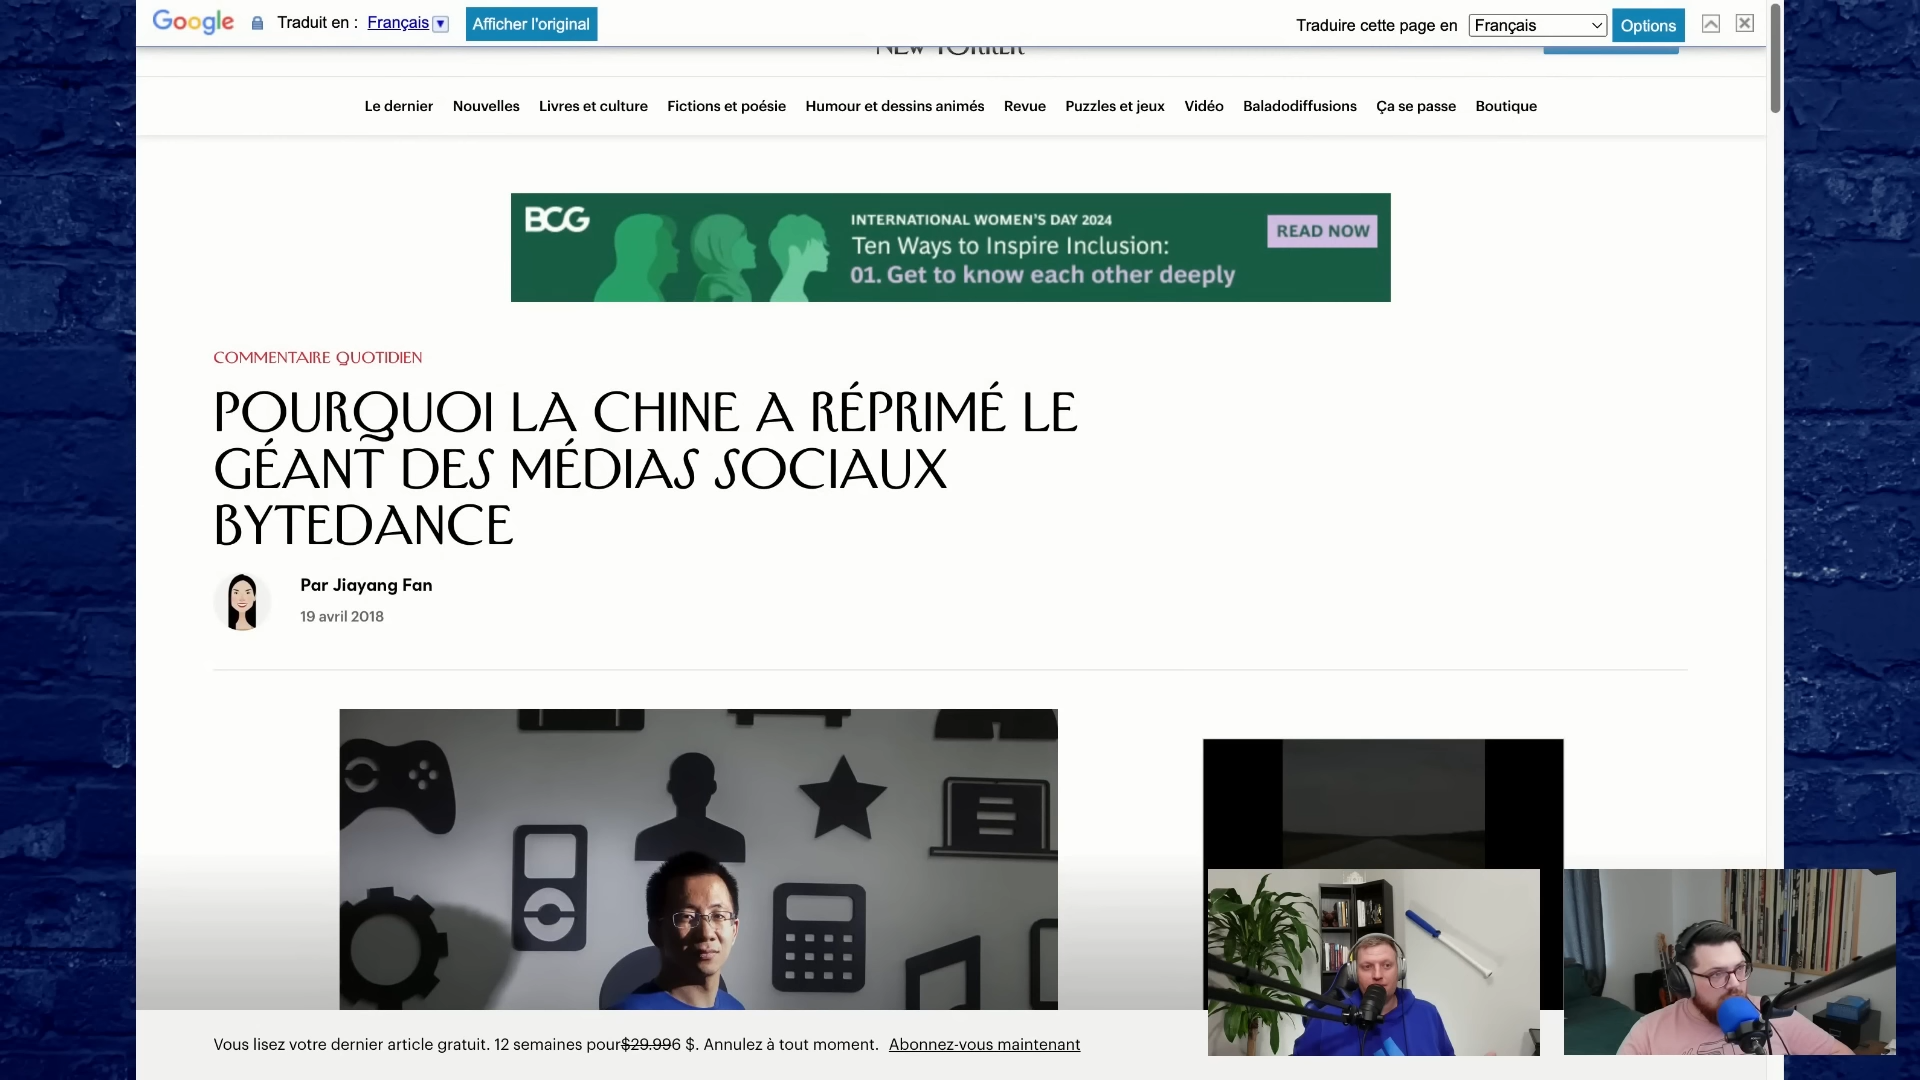 Google
Traduit en :
Français
Afficher l'original
Traduire cette page en
Français
Options
NEW YORKER
Le dernier
Nouvelles
Livres et culture
Fictions et poésie
Humour et dessins animés
Revue
Puzzles et jeux
Vidéo
Baladodiffusions
Ça se passe
Boutique
BCG
INTERNATIONAL WOMEN'S DAY 2024
Ten Ways to Inspire Inclusion:
01. Get to know each other deeply
READ NOW
COMMENTAIRE QUOTIDIEN
POURQUOI LA CHINE A RÉPRIMÉ LE
GÉANT DES MÉDIAS SOCIAUX
BYTEDANCE
Par Jiayang Fan
19 avril 2018
Vous lisez votre dernier article gratuit. 12 semaines pour$29.996 $. Annulez à tout moment. Abonnez-vous maintenant